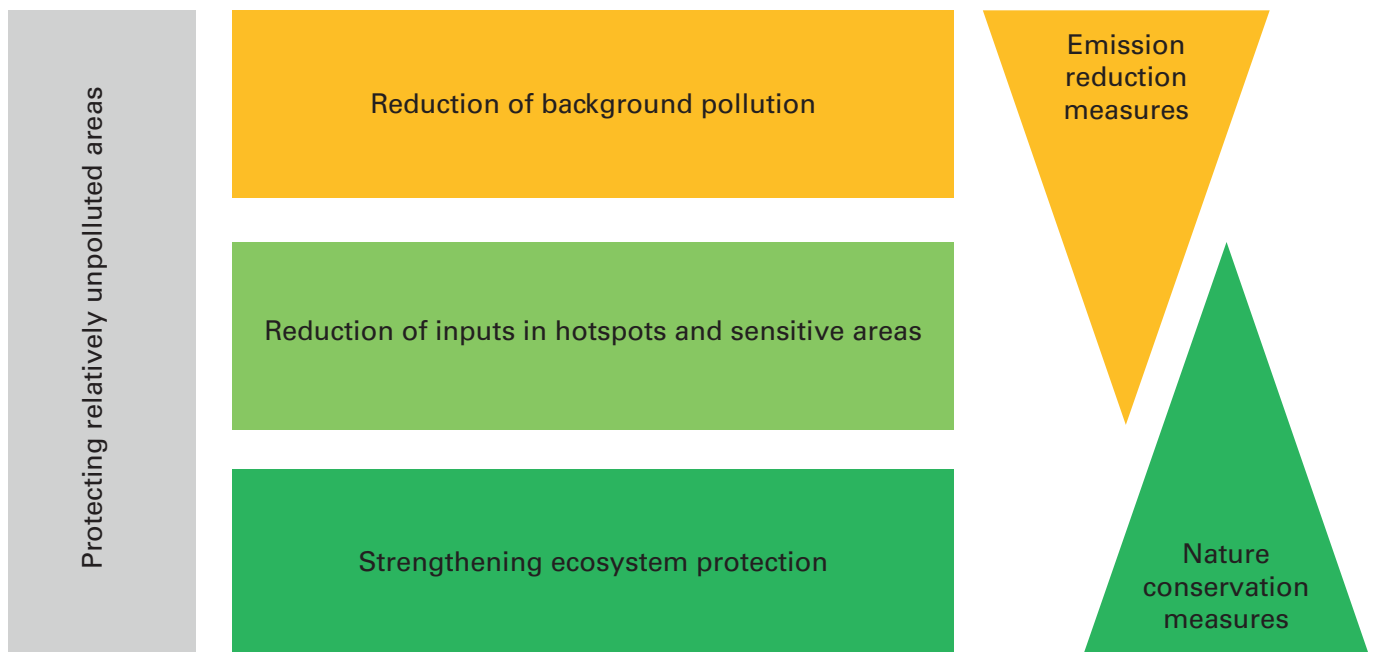 Protecting relatively unpolluted areas
Reduction of background pollution
Emission
reduction
measures
Reduction of inputs in hotspots and sensitive areas
Strengthening ecosystem protection
Nature
conservation
measures